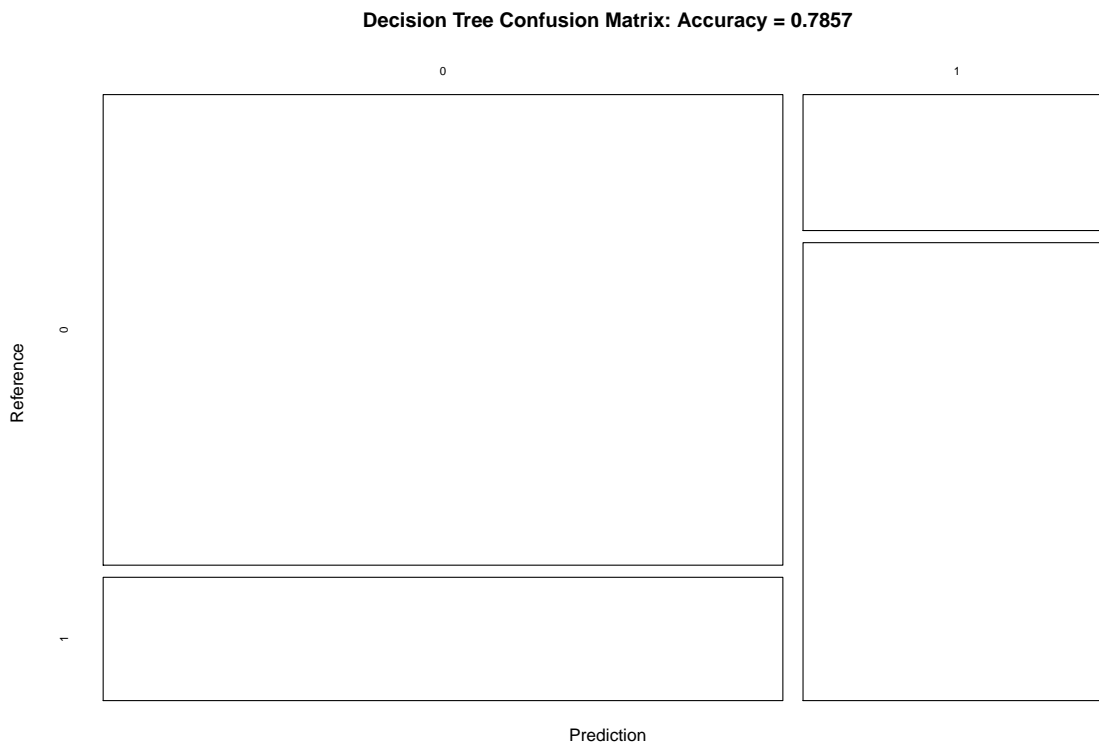 Decision Tree Confusion Matrix: Accuracy = 0.7857
0 1
Reference
0
1
Prediction